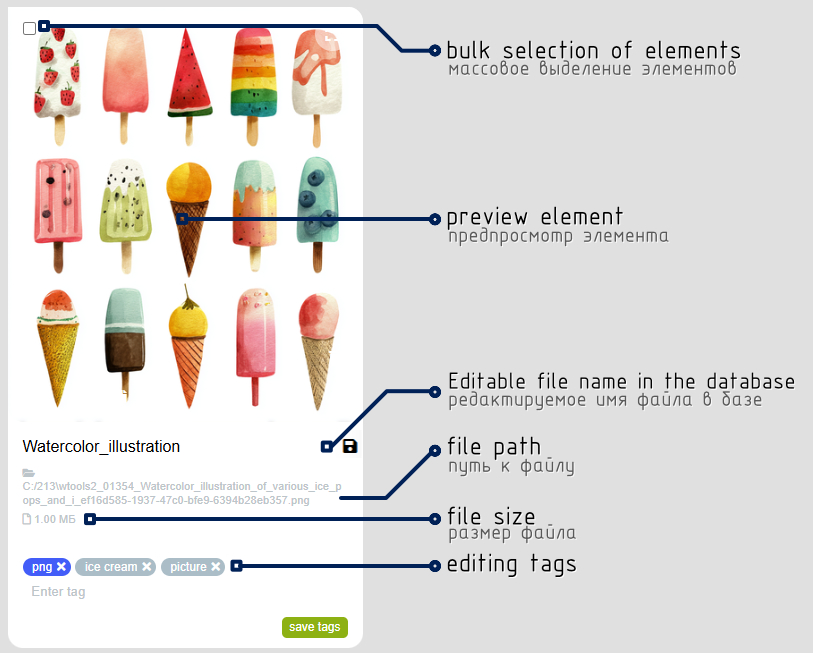 bulk selection of elements
массовое выделение элементов
preview element
предпросмотр элемента
Editable file name in the database
редактируемое имя файла в базе
Watercolor_illustration
file path
путь к файлу
C:/213\wtools2_01354_Watercolor_illustration_of_various_ice_p
ops_and_i_ef16d585-1937-47c0-bfe9-6394b28eb357.png
1.00 МБ
file size
размер файла
png ice cream picture
editing tags
Enter tag
save tags